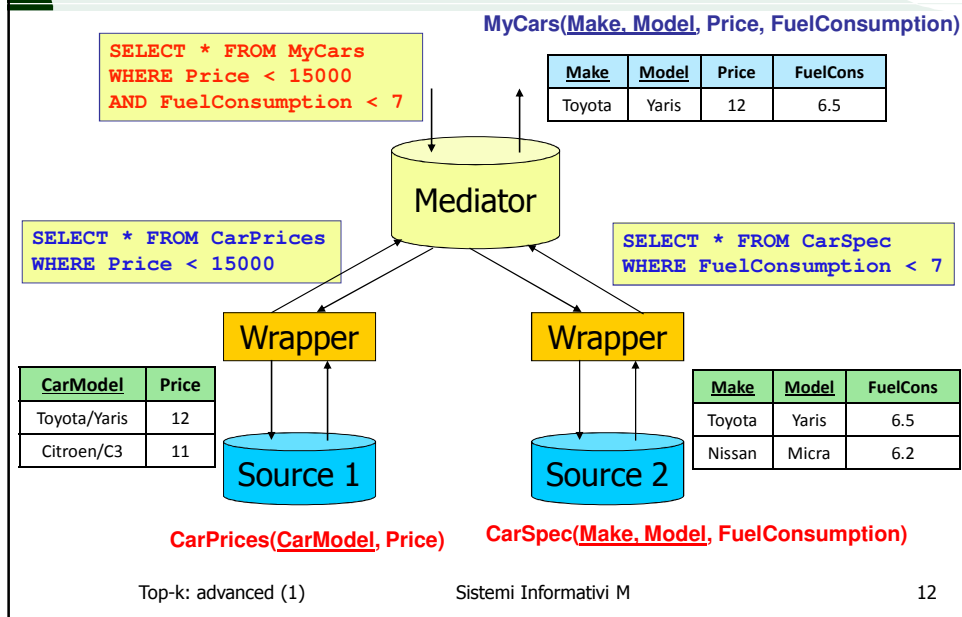 MyCars(Make, Model, Price, FuelConsumption)
SELECT * FROM MyCars
WHERE Price < 15000
AND FuelConsumption < 7
Make Model Price FuelCons
Toyota Yaris 12 6.5
Mediator
SELECT * FROM CarPrices
WHERE Price < 15000
SELECT * FROM CarSpec
WHERE FuelConsumption < 7
Wrapper
Wrapper
CarModel Price
Toyota/Yaris 12
Citroen/C3 11
Make Model FuelCons
Toyota Yaris 6.5
Nissan Micra 6.2
Source 1
Source 2
CarPrices(CarModel, Price)
CarSpec(Make, Model, FuelConsumption)
Top-k: advanced (1) Sistemi Informativi M 12